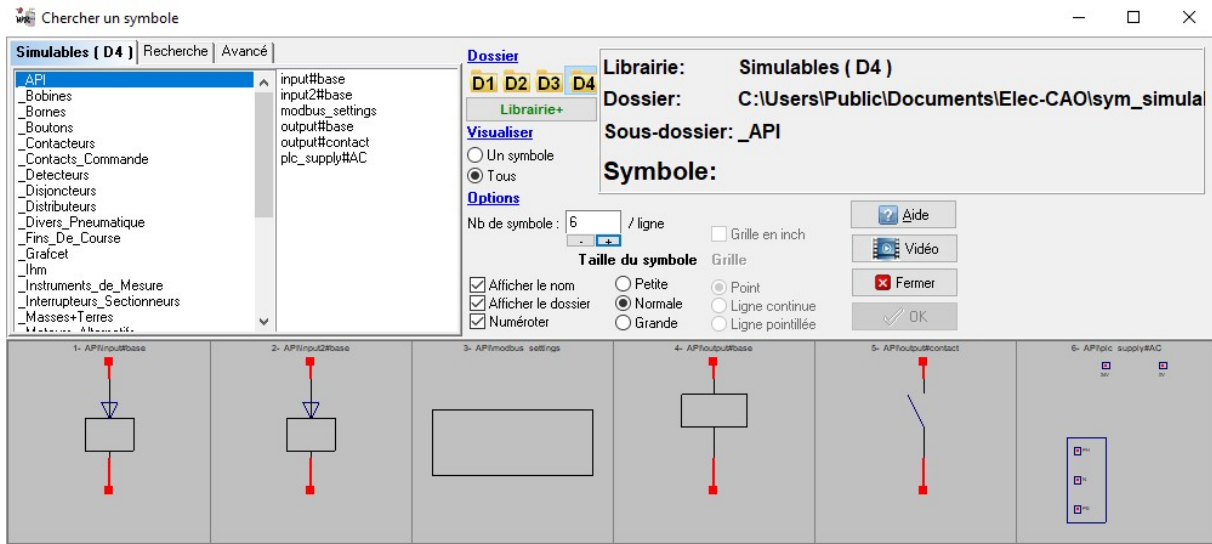 Chercher un symbole
Simulables ( D4 )
Recherche
Avancé
_API
_Bobines
_Bornes
_Boutons
_Contacteurs
_Contacts_Commande
_Detecteurs
_Disjoncteurs
_Distributeurs
_Divers_Pneumatique
_Fins_De_Course
_Grafcet
_Ihm
_Instruments_de_Mesure
_Interrupteurs_Sectionneurs
_Masses+Terres
input#base
input2#base
modbus_settings
output#base
output#contact
plc_supply#AC
Dossier
D1 D2 D3 D4
Librairie+
Visualiser
Un symbole
Tous
Options
Nb de symbole : 6 / ligne
- +
Afficher le nom
Afficher le dossier
Numéroter
Taille du symbole
Petite
Normale
Grande
Grille en inch
Grille
Point
Ligne continue
Ligne pointillée
Librairie: Simulables ( D4 )
Dossier: C:\Users\Public\Documents\Elec-CAO\sym_simula
Sous-dossier: _API
Symbole:
Aide
Vidéo
Fermer
OK
1- API\input#base
2- API\input2#base
3- API\modbus settings
4- API\output#base
5- API\output#contact
6- API\plc supply#AC
PH
N
PE